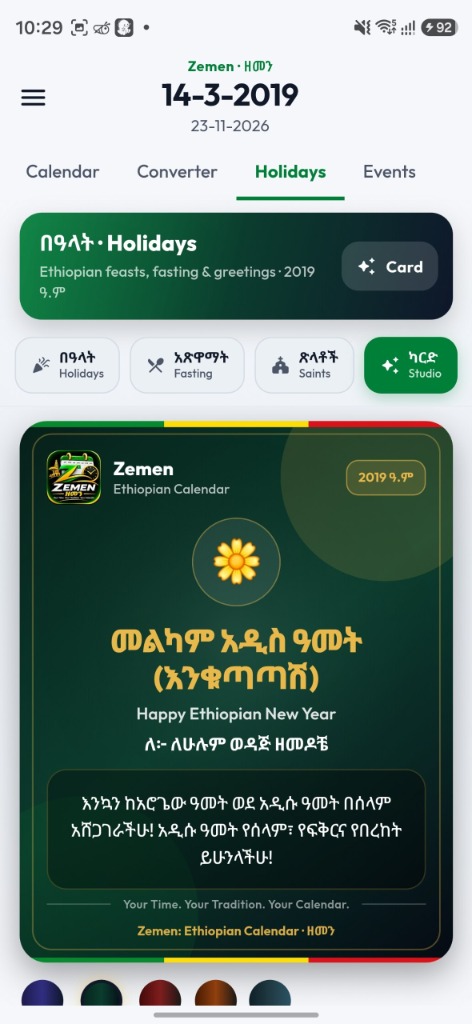 10:29
92
Zemen · ዘመን
14-3-2019
23-11-2026
Calendar Converter Holidays Events
በዓላት · Holidays
Ethiopian feasts, fasting & greetings · 2019
ዓ.ም
Card
በዓላት
Holidays
አጽዋማት
Fasting
ጽላቶች
Saints
ካርድ
Studio
ZEMEN
ዘመን
Zemen
Ethiopian Calendar
2019 ዓ.ም
መልካም አዲስ ዓመት
(እንቁጣጣሽ)
Happy Ethiopian New Year
ለ፦ ለሁሉም ወዳጅ ዘመዶቼ
እንኳን ከአሮጌው ዓመት ወደ አዲሱ ዓመት በሰላም
አሸጋገራችሁ! አዲሱ ዓመት የሰላም፣ የፍቅርና የበረከት
ይሁንላችሁ!
Your Time. Your Tradition. Your Calendar.
Zemen: Ethiopian Calendar · ዘመን